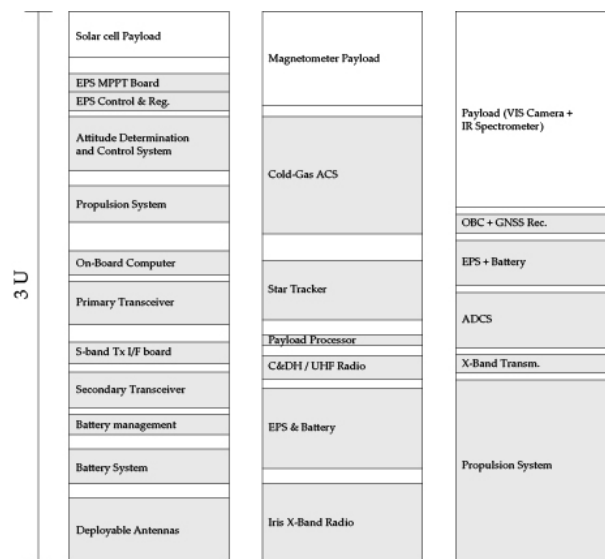 3 U
Solar cell Payload
EPS MPPT Board
EPS Control & Reg.
Attitude Determination
and Control System
Propulsion System
On-Board Computer
Primary Transceiver
S-band Tx I/F board
Secondary Transceiver
Battery management
Battery System
Deployable Antennas
Magnetometer Payload
Cold-Gas ACS
Star Tracker
Payload Processor
C&DH / UHF Radio
EPS & Battery
Iris X-Band Radio
Payload (VIS Camera +
IR Spectrometer)
OBC + GNSS Rec.
EPS + Battery
ADCS
X-Band Transm.
Propulsion System